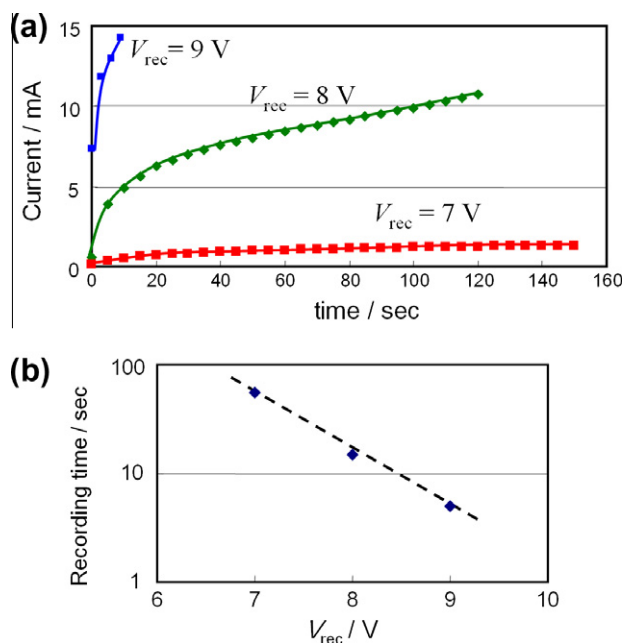 (a)
15
10
5
0
Current / mA
Vrec = 9 V
Vrec = 8 V
Vrec = 7 V
0 20 40 60 80 100 120 140 160
time / sec
(b)
100
10
1
Recording time / sec
6 7 8 9 10
Vrec / V